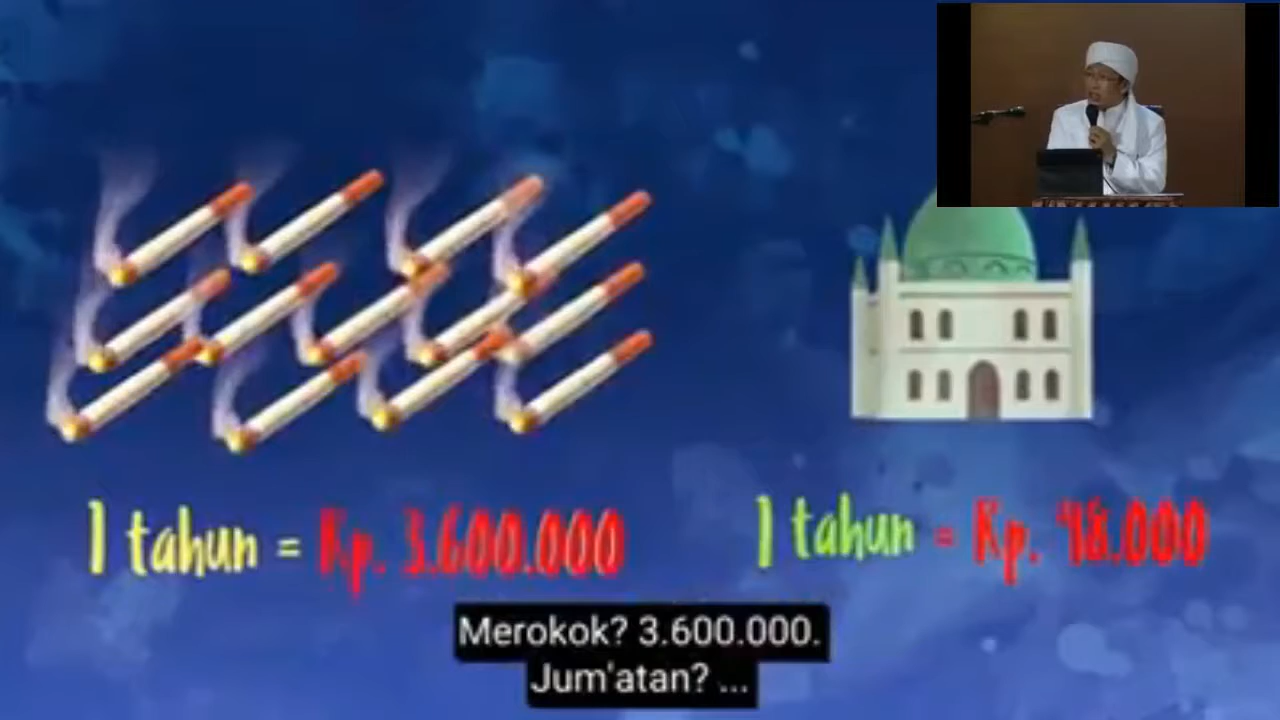 1 tahun = Rp. 3.600.000
1 tahun = Rp. 48.000
Merokok? 3.600.000.
Jum'atan? ...